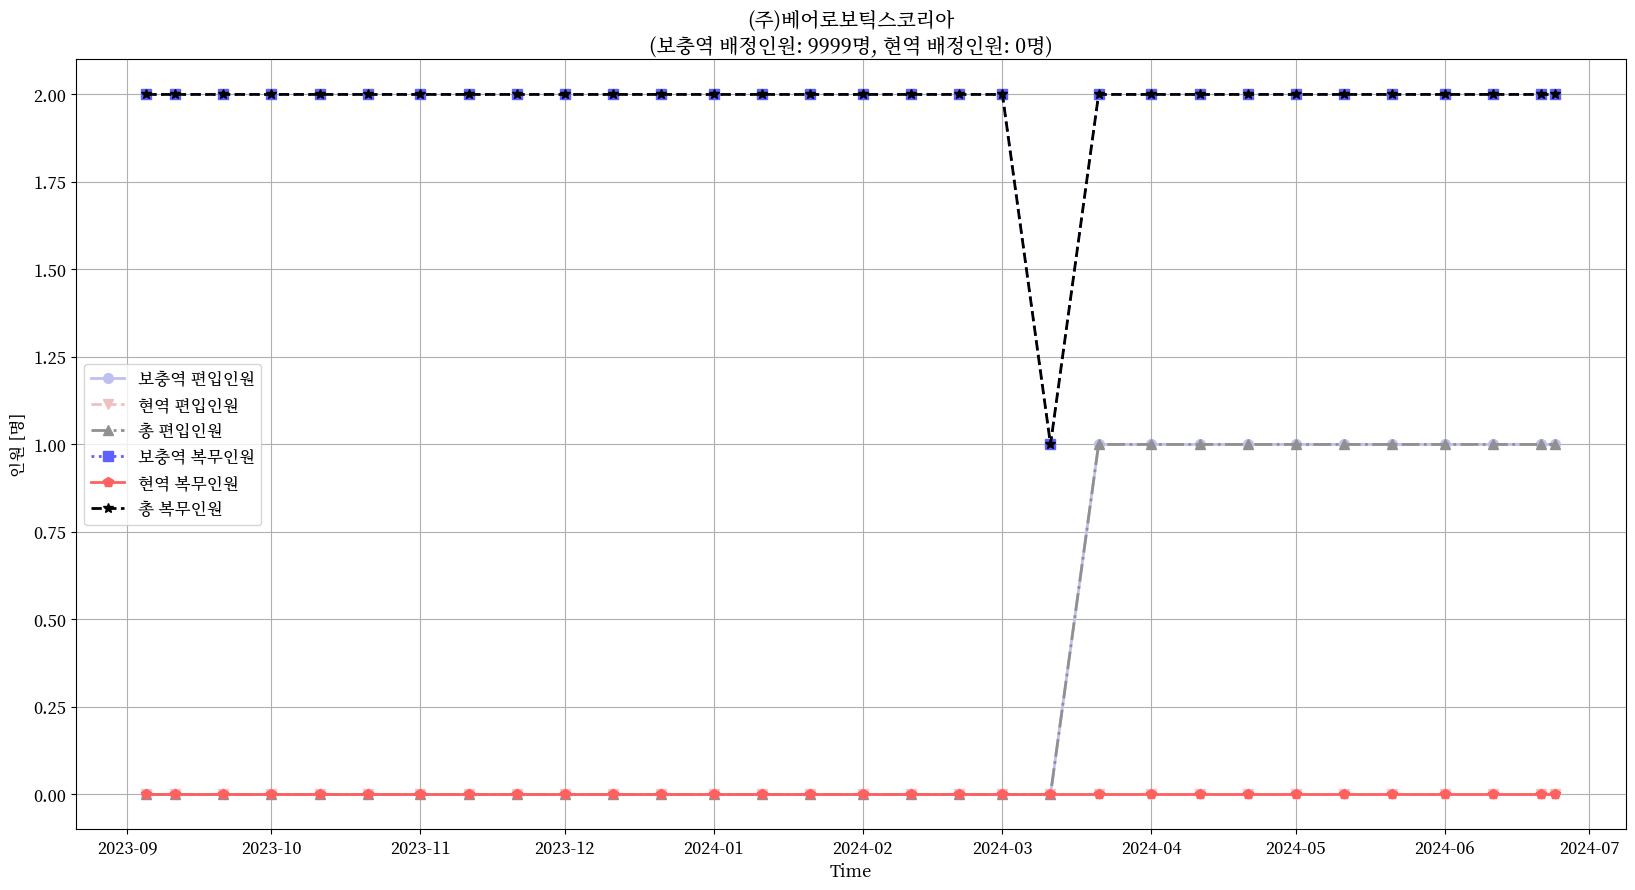 (주)베어로보틱스코리아
(보충역 배정인원: 9999명, 현역 배정인원: 0명)
인원 [명]
2.00
1.75
1.50
1.25
1.00
0.75
0.50
0.25
0.00
보충역 편입인원
현역 편입인원
총 편입인원
보충역 복무인원
현역 복무인원
총 복무인원
2023-09
2023-10
2023-11
2023-12
2024-01
2024-02
2024-03
2024-04
2024-05
2024-06
2024-07
Time